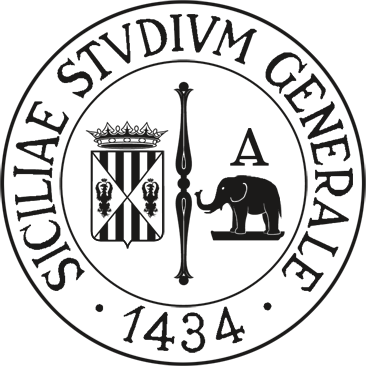 SICILIAE STVDIVM GENERALE
A
· 1434 ·